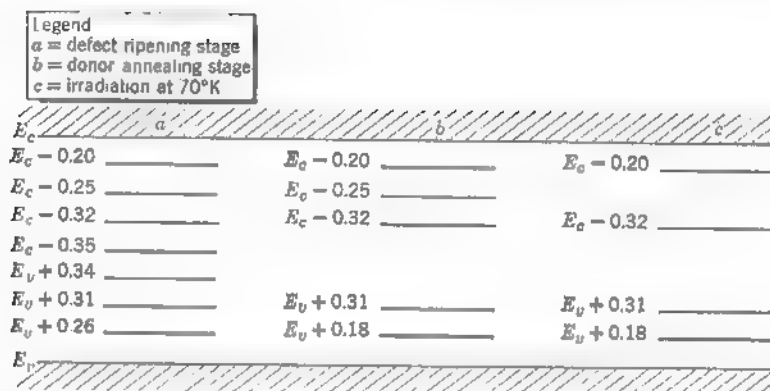 Legend
a = defect ripening stage
b = donor annealing stage
c = irradiation at 70°K
a b c
E_c
E_c − 0.20 E_c − 0.20 E_c − 0.20
E_c − 0.25 E_c − 0.25
E_c − 0.32 E_c − 0.32 E_c − 0.32
E_c − 0.35
E_v + 0.34
E_v + 0.31 E_v + 0.31 E_v + 0.31
E_v + 0.26 E_v + 0.18 E_v + 0.18
E_v